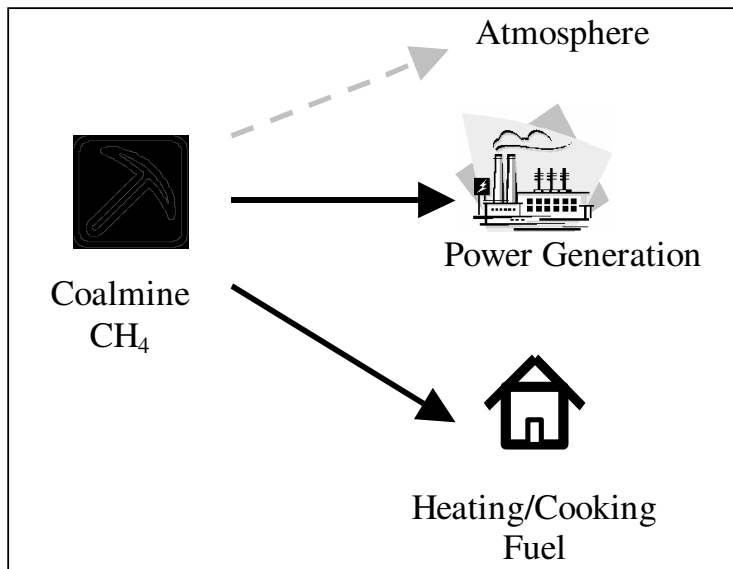 Atmosphere
Power Generation
Coalmine
CH₄
Heating/Cooking
Fuel